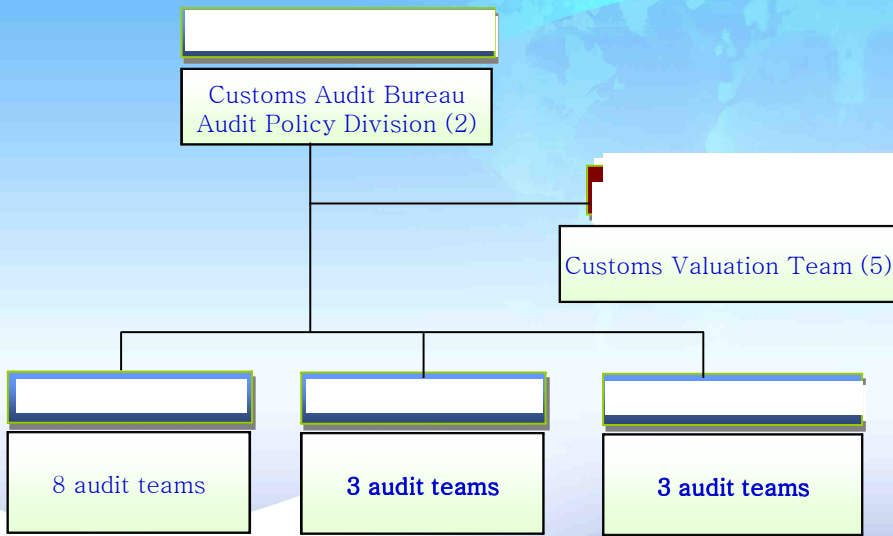 Customs Audit Bureau
Audit Policy Division (2)
Customs Valuation Team (5)
8 audit teams
3 audit teams
3 audit teams